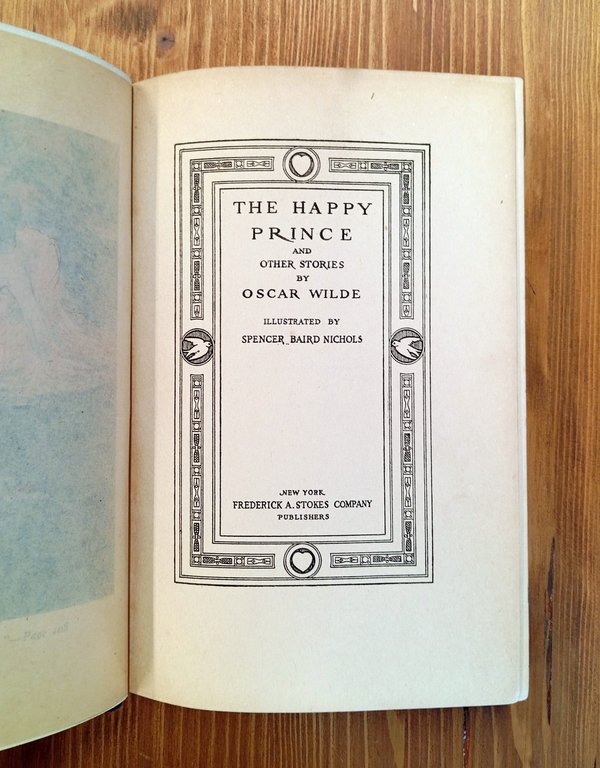 THE HAPPY
PRINCE
AND
OTHER STORIES
BY
OSCAR WILDE
ILLUSTRATED BY
SPENCER BAIRD NICHOLS
NEW YORK
FREDERICK A. STOKES COMPANY
PUBLISHERS